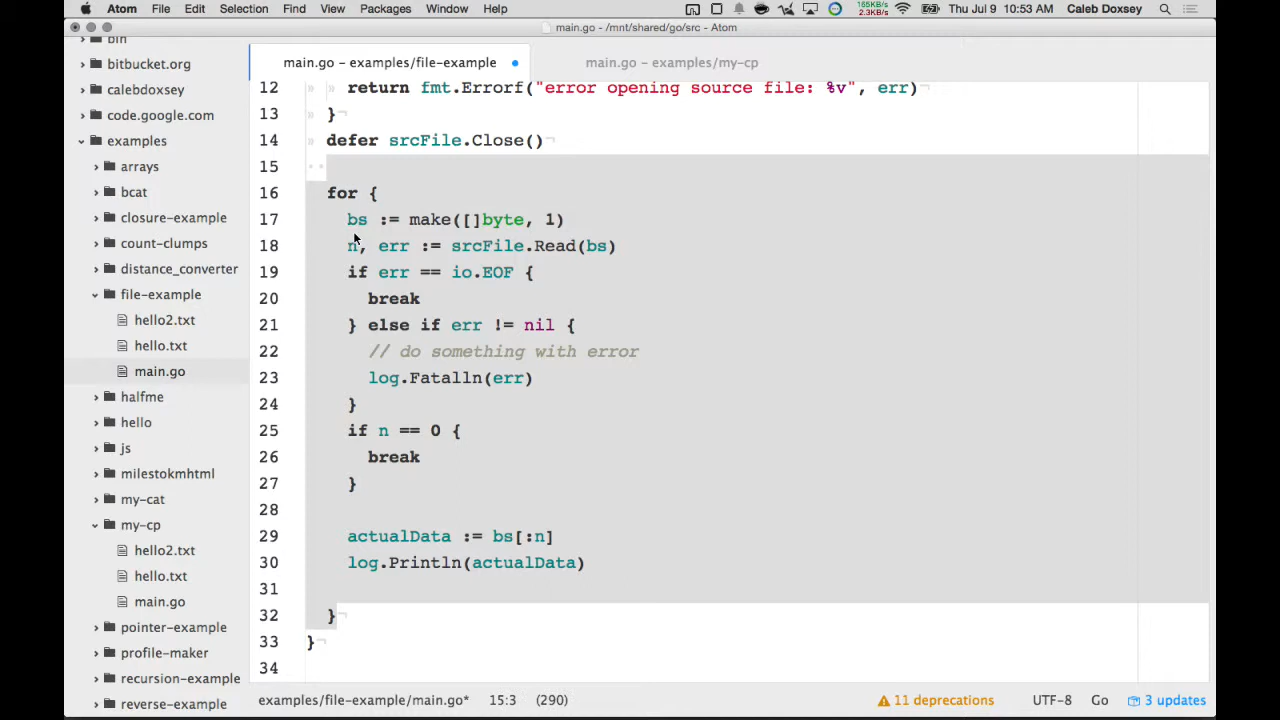 Atom File Edit Selection Find View Packages Window Help 165KB/s 2.3KB/s Thu Jul 9 10:53 AM Caleb Doxsey
main.go - /mnt/shared/go/src - Atom
bin
bitbucket.org
calebdoxsey
code.google.com
examples
arrays
bcat
closure-example
count-clumps
distance_converter
file-example
hello2.txt
hello.txt
main.go
halfme
hello
js
milestokmhtml
my-cat
my-cp
hello2.txt
hello.txt
main.go
pointer-example
profile-maker
recursion-example
reverse-example
main.go – examples/file-example
main.go – examples/my-cp
12 return fmt.Errorf("error opening source file: %v", err)
13 }
14 defer srcFile.Close()
15
16 for {
17 bs := make([]byte, 1)
18 n, err := srcFile.Read(bs)
19 if err == io.EOF {
20 break
21 } else if err != nil {
22 // do something with error
23 log.Fatalln(err)
24 }
25 if n == 0 {
26 break
27 }
28
29 actualData := bs[:n]
30 log.Println(actualData)
31
32 }
33 }
34
examples/file-example/main.go* 15:3 (290) 11 deprecations UTF-8 Go 3 updates